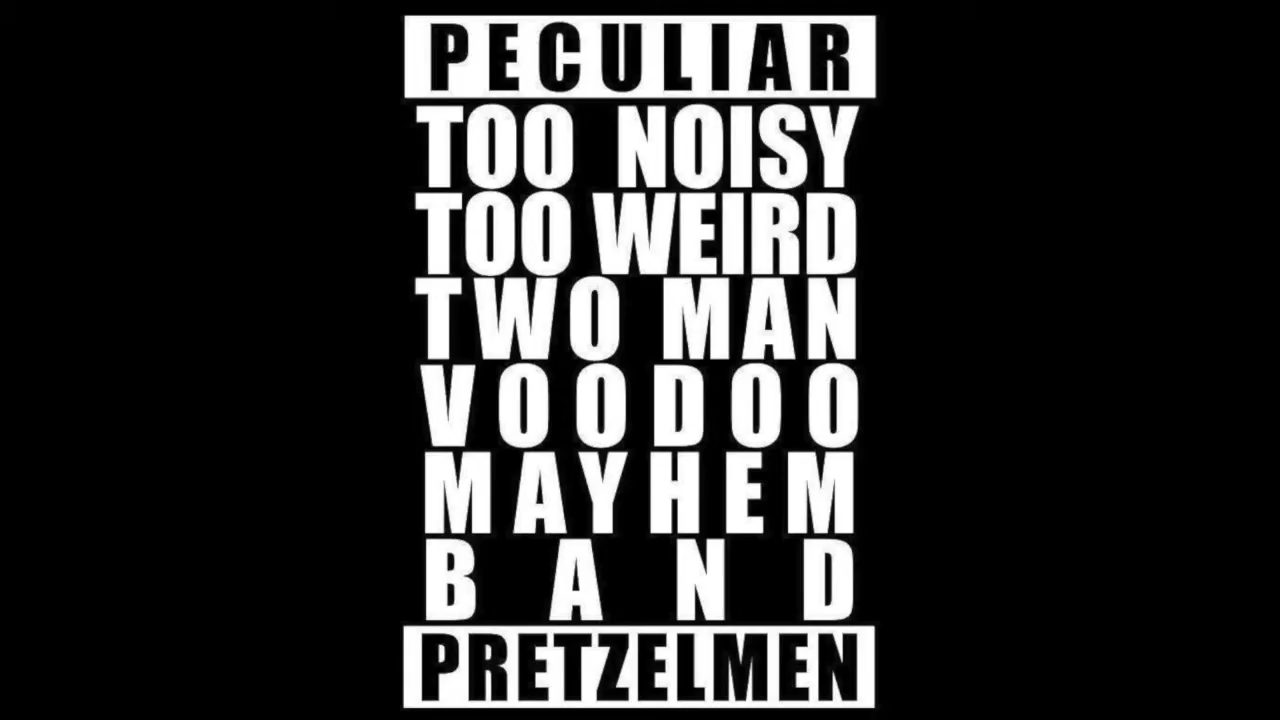 PECULIAR
TOO NOISY
TOO WEIRD
TWO MAN
VOODOO
MAYHEM
BAND
PRETZELMEN